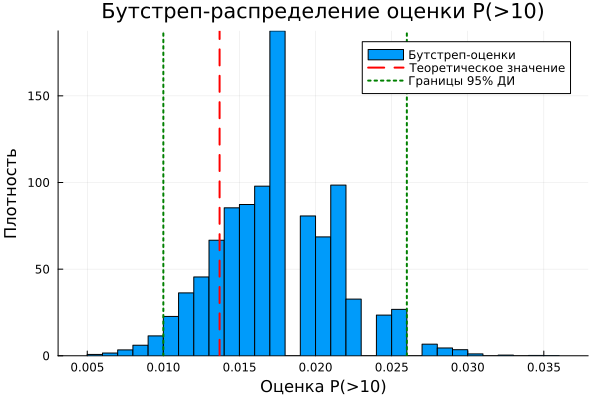 Бутстреп-распределение оценки P(>10)
Бутстреп-оценки
Теоретическое значение
Границы 95% ДИ
Плотность
150
100
50
0
0.005 0.010 0.015 0.020 0.025 0.030 0.035
Оценка P(>10)